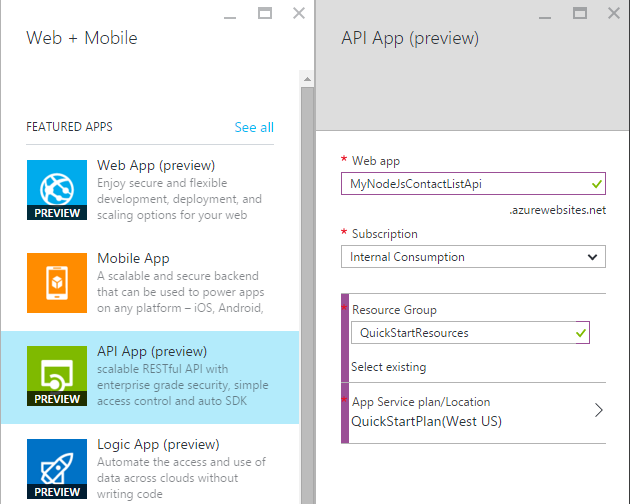 Web + Mobile
FEATURED APPS
See all
Web App (preview)
Enjoy secure and flexible
development, deployment, and
scaling options for your web
PREVIEW
Mobile App
A scalable and secure backend
that can be used to power apps
on any platform – iOS, Android,
API App (preview)
scalable RESTful API with
enterprise grade security, simple
access control and auto SDK
PREVIEW
Logic App (preview)
Automate the access and use of
data across clouds without
writing code
PREVIEW
API App (preview)
* Web app
MyNodeJsContactListApi
.azurewebsites.net
* Subscription
Internal Consumption
* Resource Group
QuickStartResources
Select existing
* App Service plan/Location
QuickStartPlan(West US)